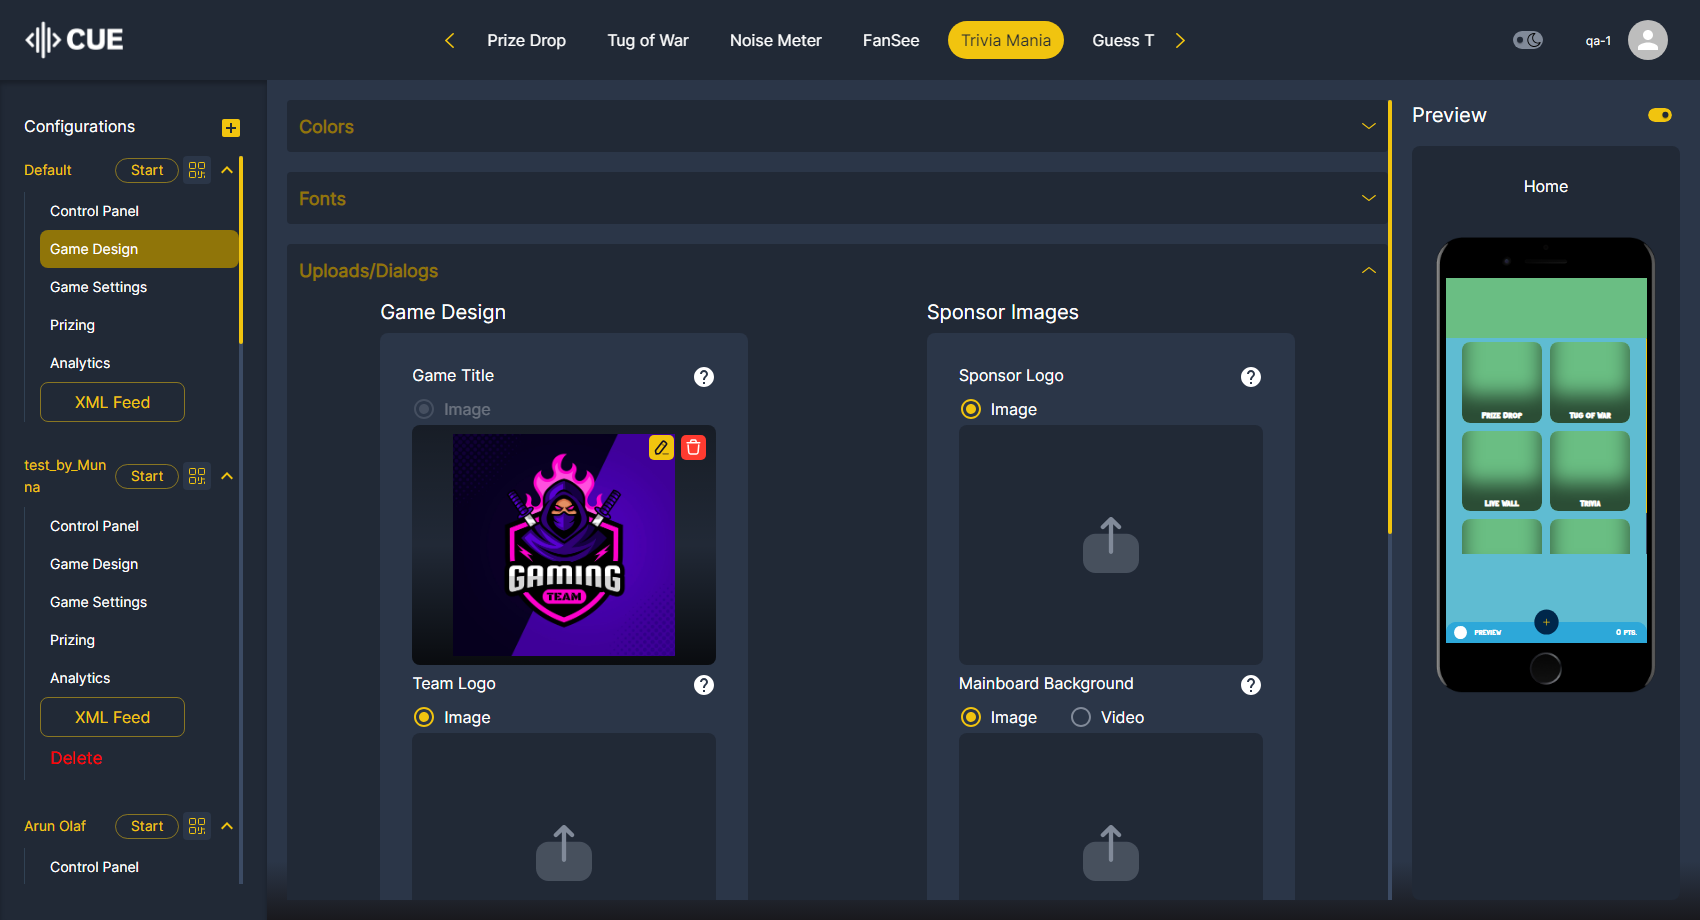 CUE
Prize Drop
Tug of War
Noise Meter
FanSee
Trivia Mania
Guess T
qa-1
Configurations
Default
Start
Control Panel
Game Design
Game Settings
Prizing
Analytics
XML Feed
test_by_Mun
na
Start
Control Panel
Game Design
Game Settings
Prizing
Analytics
XML Feed
Delete
Arun Olaf
Start
Control Panel
Colors
Fonts
Uploads/Dialogs
Game Design
Game Title
Image
GAMING
TEAM
Team Logo
Image
Sponsor Images
Sponsor Logo
Image
Mainboard Background
Image
Video
Preview
Home
Prize Drop
Tug of War
Live Wall
Trivia
PREVIEW
0 PTS.